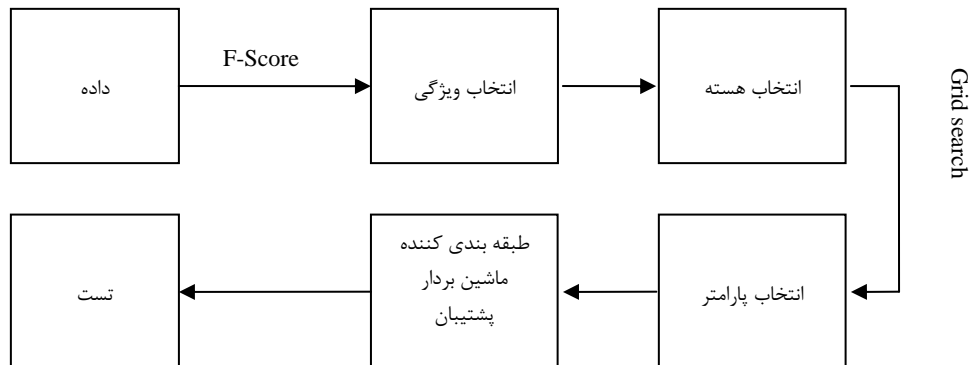 داده
F-Score
انتخاب ویژگی
انتخاب هسته
Grid search
انتخاب پارامتر
طبقه بندی کننده
ماشین بردار
پشتیبان
تست